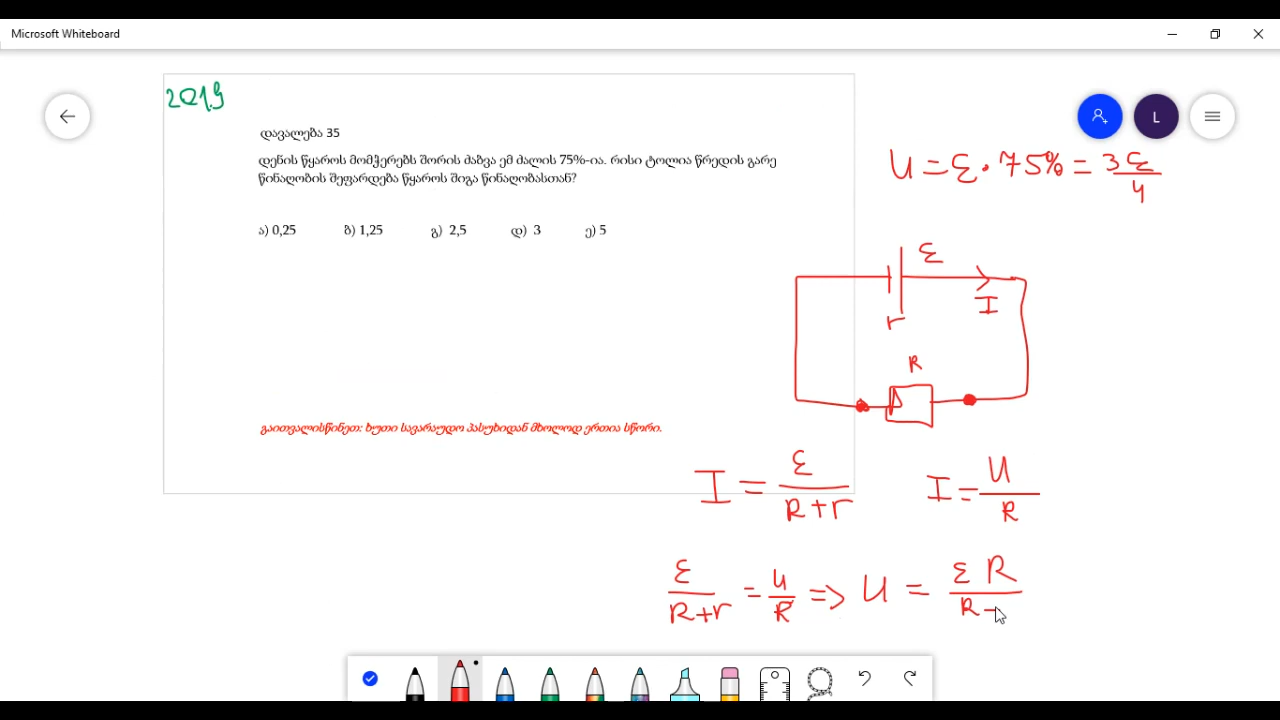 Microsoft Whiteboard
2019
დავალება 35
დენის წყაროს მომჭერებს შორის ძაბვა ემ ძალის 75%-ია. რისი ტოლია წრედის გარე
წინაღობის შეფარდება წყაროს შიგა წინაღობასთან?
ა) 0,25 ბ) 1,25 გ) 2,5 დ) 3 ე) 5
გაითვალისწინეთ: ხუთი სავარაუდო პასუხიდან მხოლოდ ერთია სწორი.
L
U = ε · 75% = 3ε/4
ε
I
r
R
I = ε/(R+r) I = U/R
ε/(R+r) = U/R => U = εR/(R-